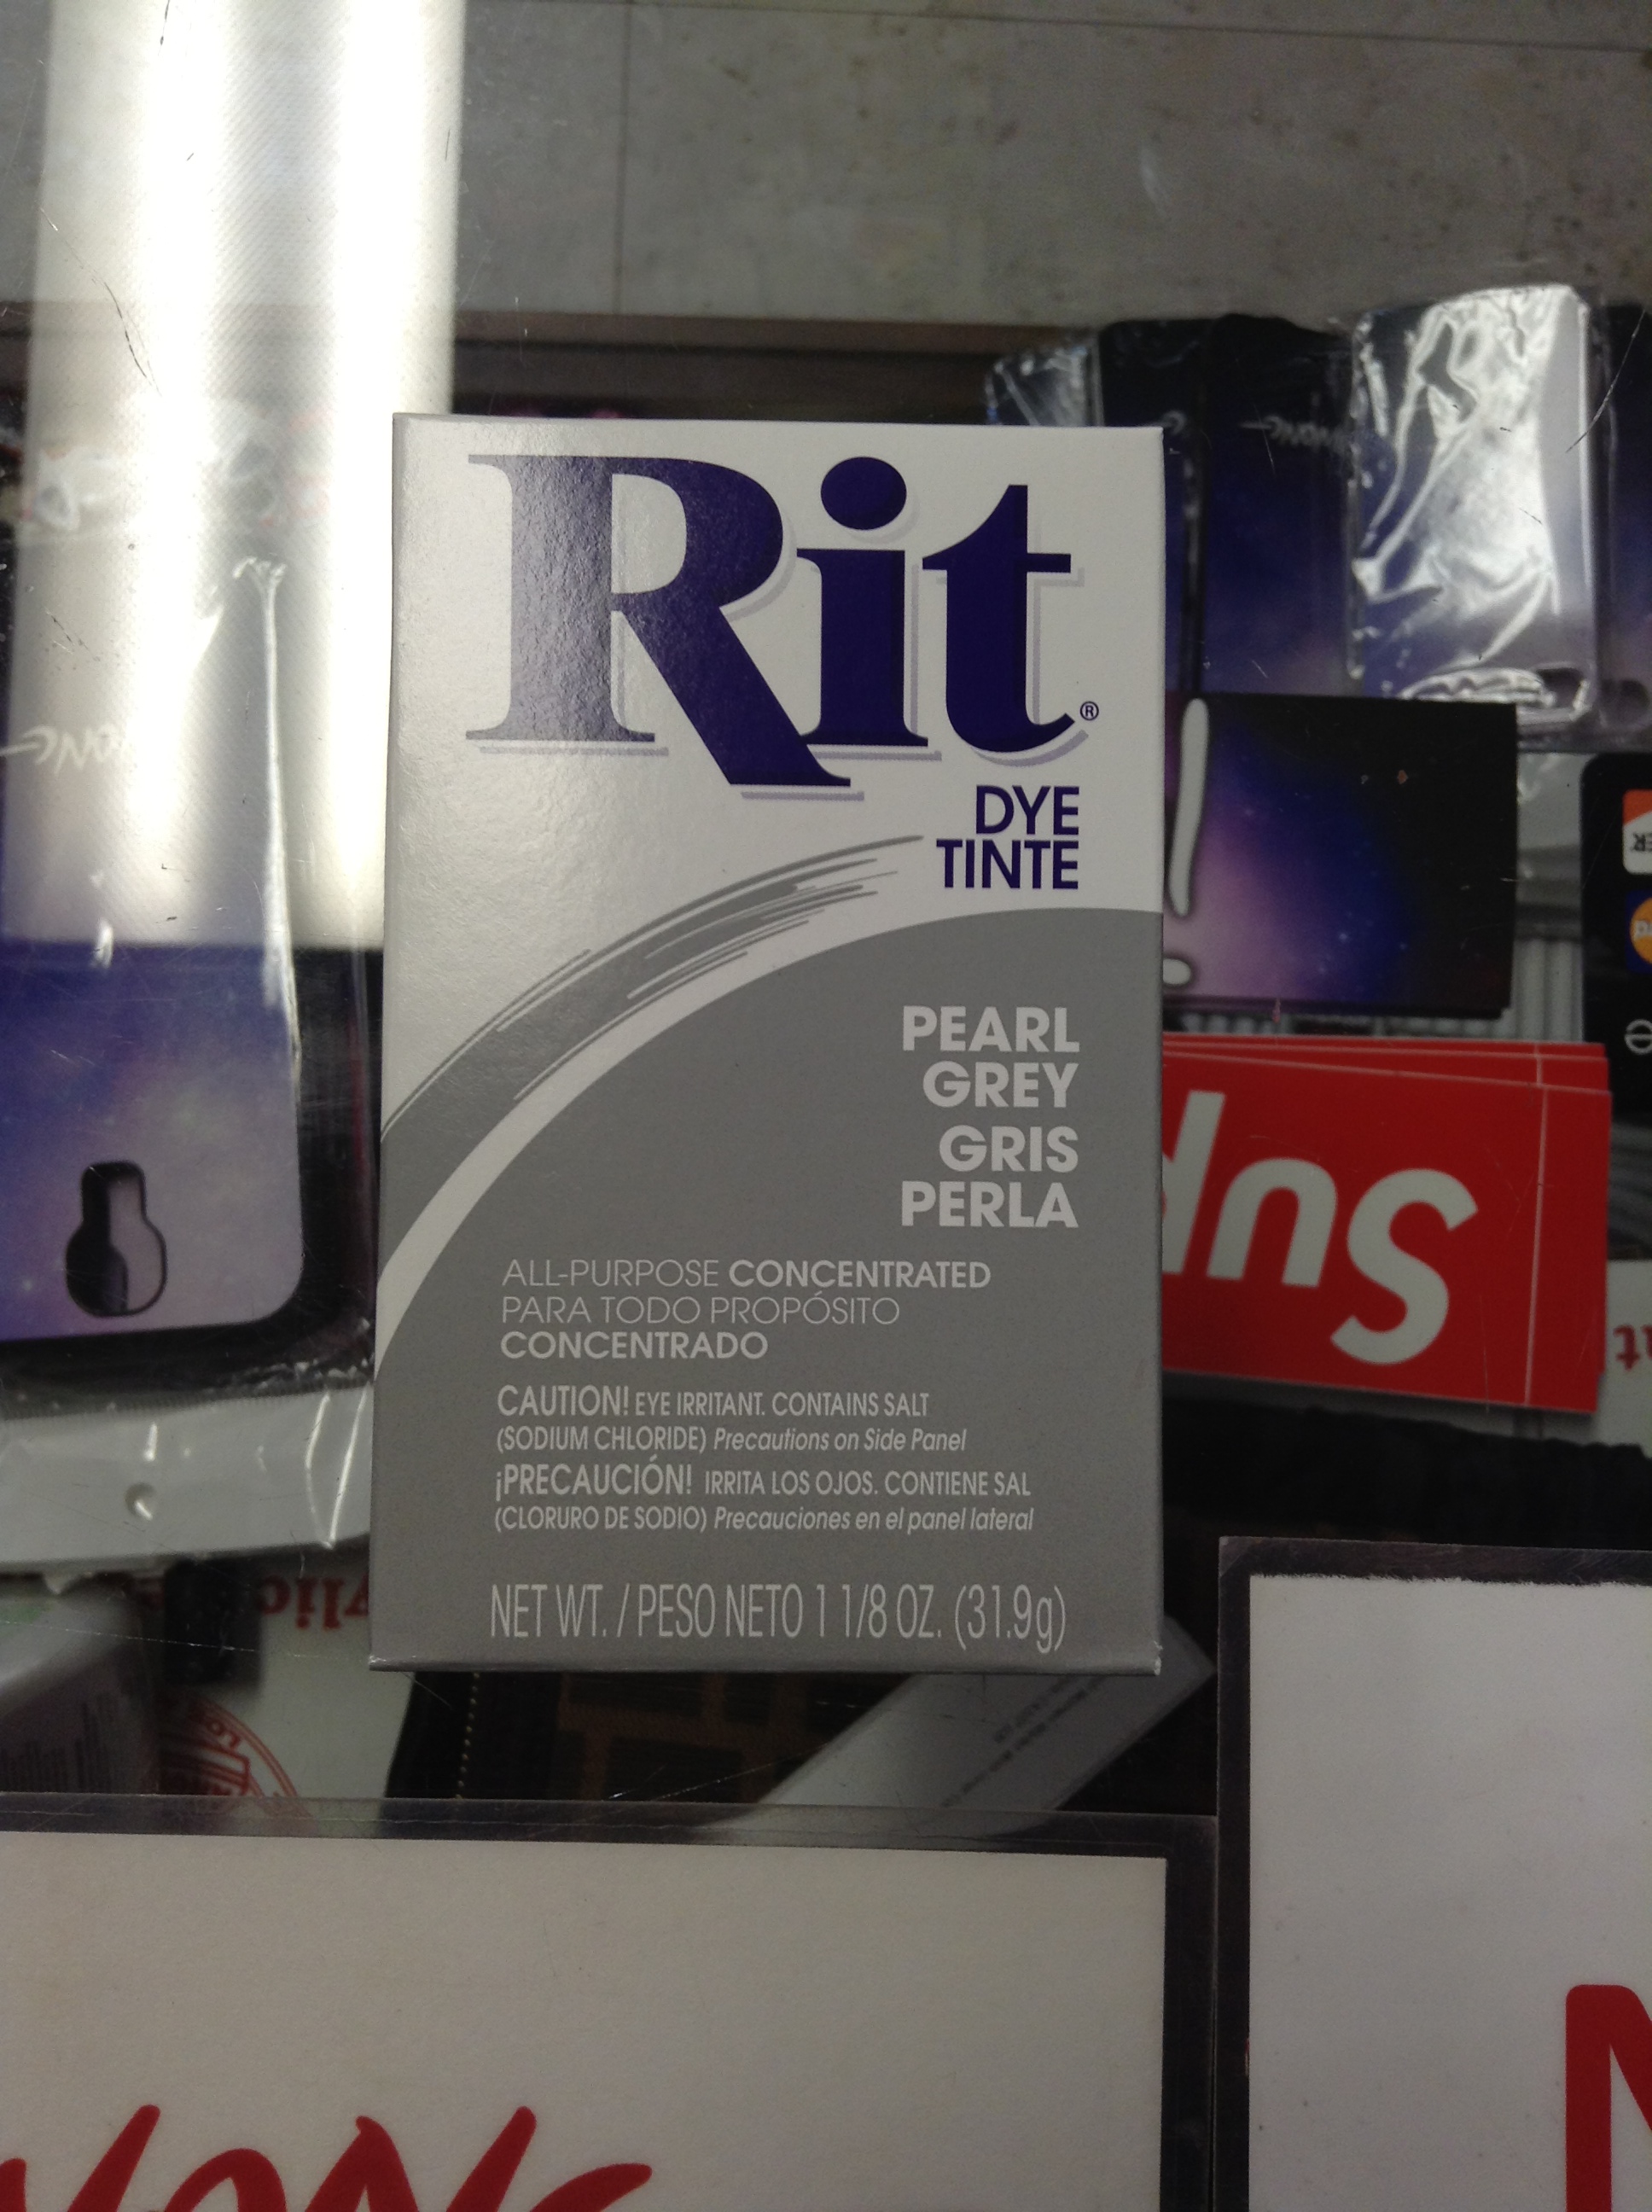 Rit®
DYE
TINTE
PEARL
GREY
GRIS
PERLA
ALL-PURPOSE CONCENTRATED
PARA TODO PROPÓSITO
CONCENTRADO
CAUTION! EYE IRRITANT. CONTAINS SALT
(SODIUM CHLORIDE) Precautions on Side Panel
¡PRECAUCIÓN! IRRITA LOS OJOS. CONTIENE SAL
(CLORURO DE SODIO) Precauciones en el panel lateral
NET WT. / PESO NETO 1 1/8 OZ. (31.9g)
Sup